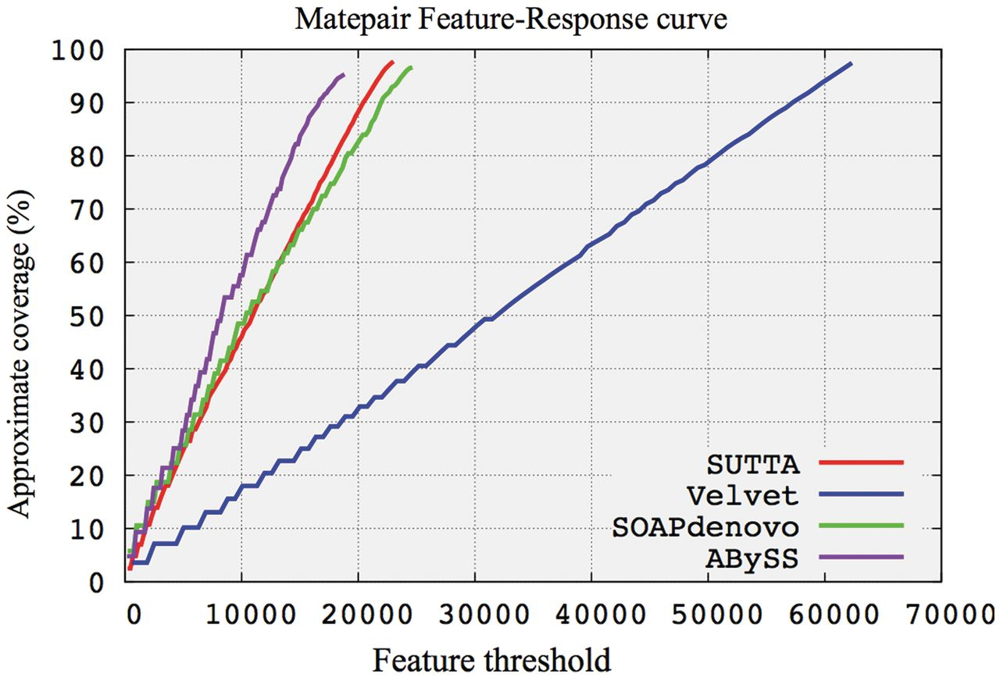 Matepair Feature-Response curve
100
90
80
70
60
50
40
30
20
10
0
Approximate coverage (%)
SUTTA
Velvet
SOAPdenovo
ABySS
0 10000 20000 30000 40000 50000 60000 70000
Feature threshold